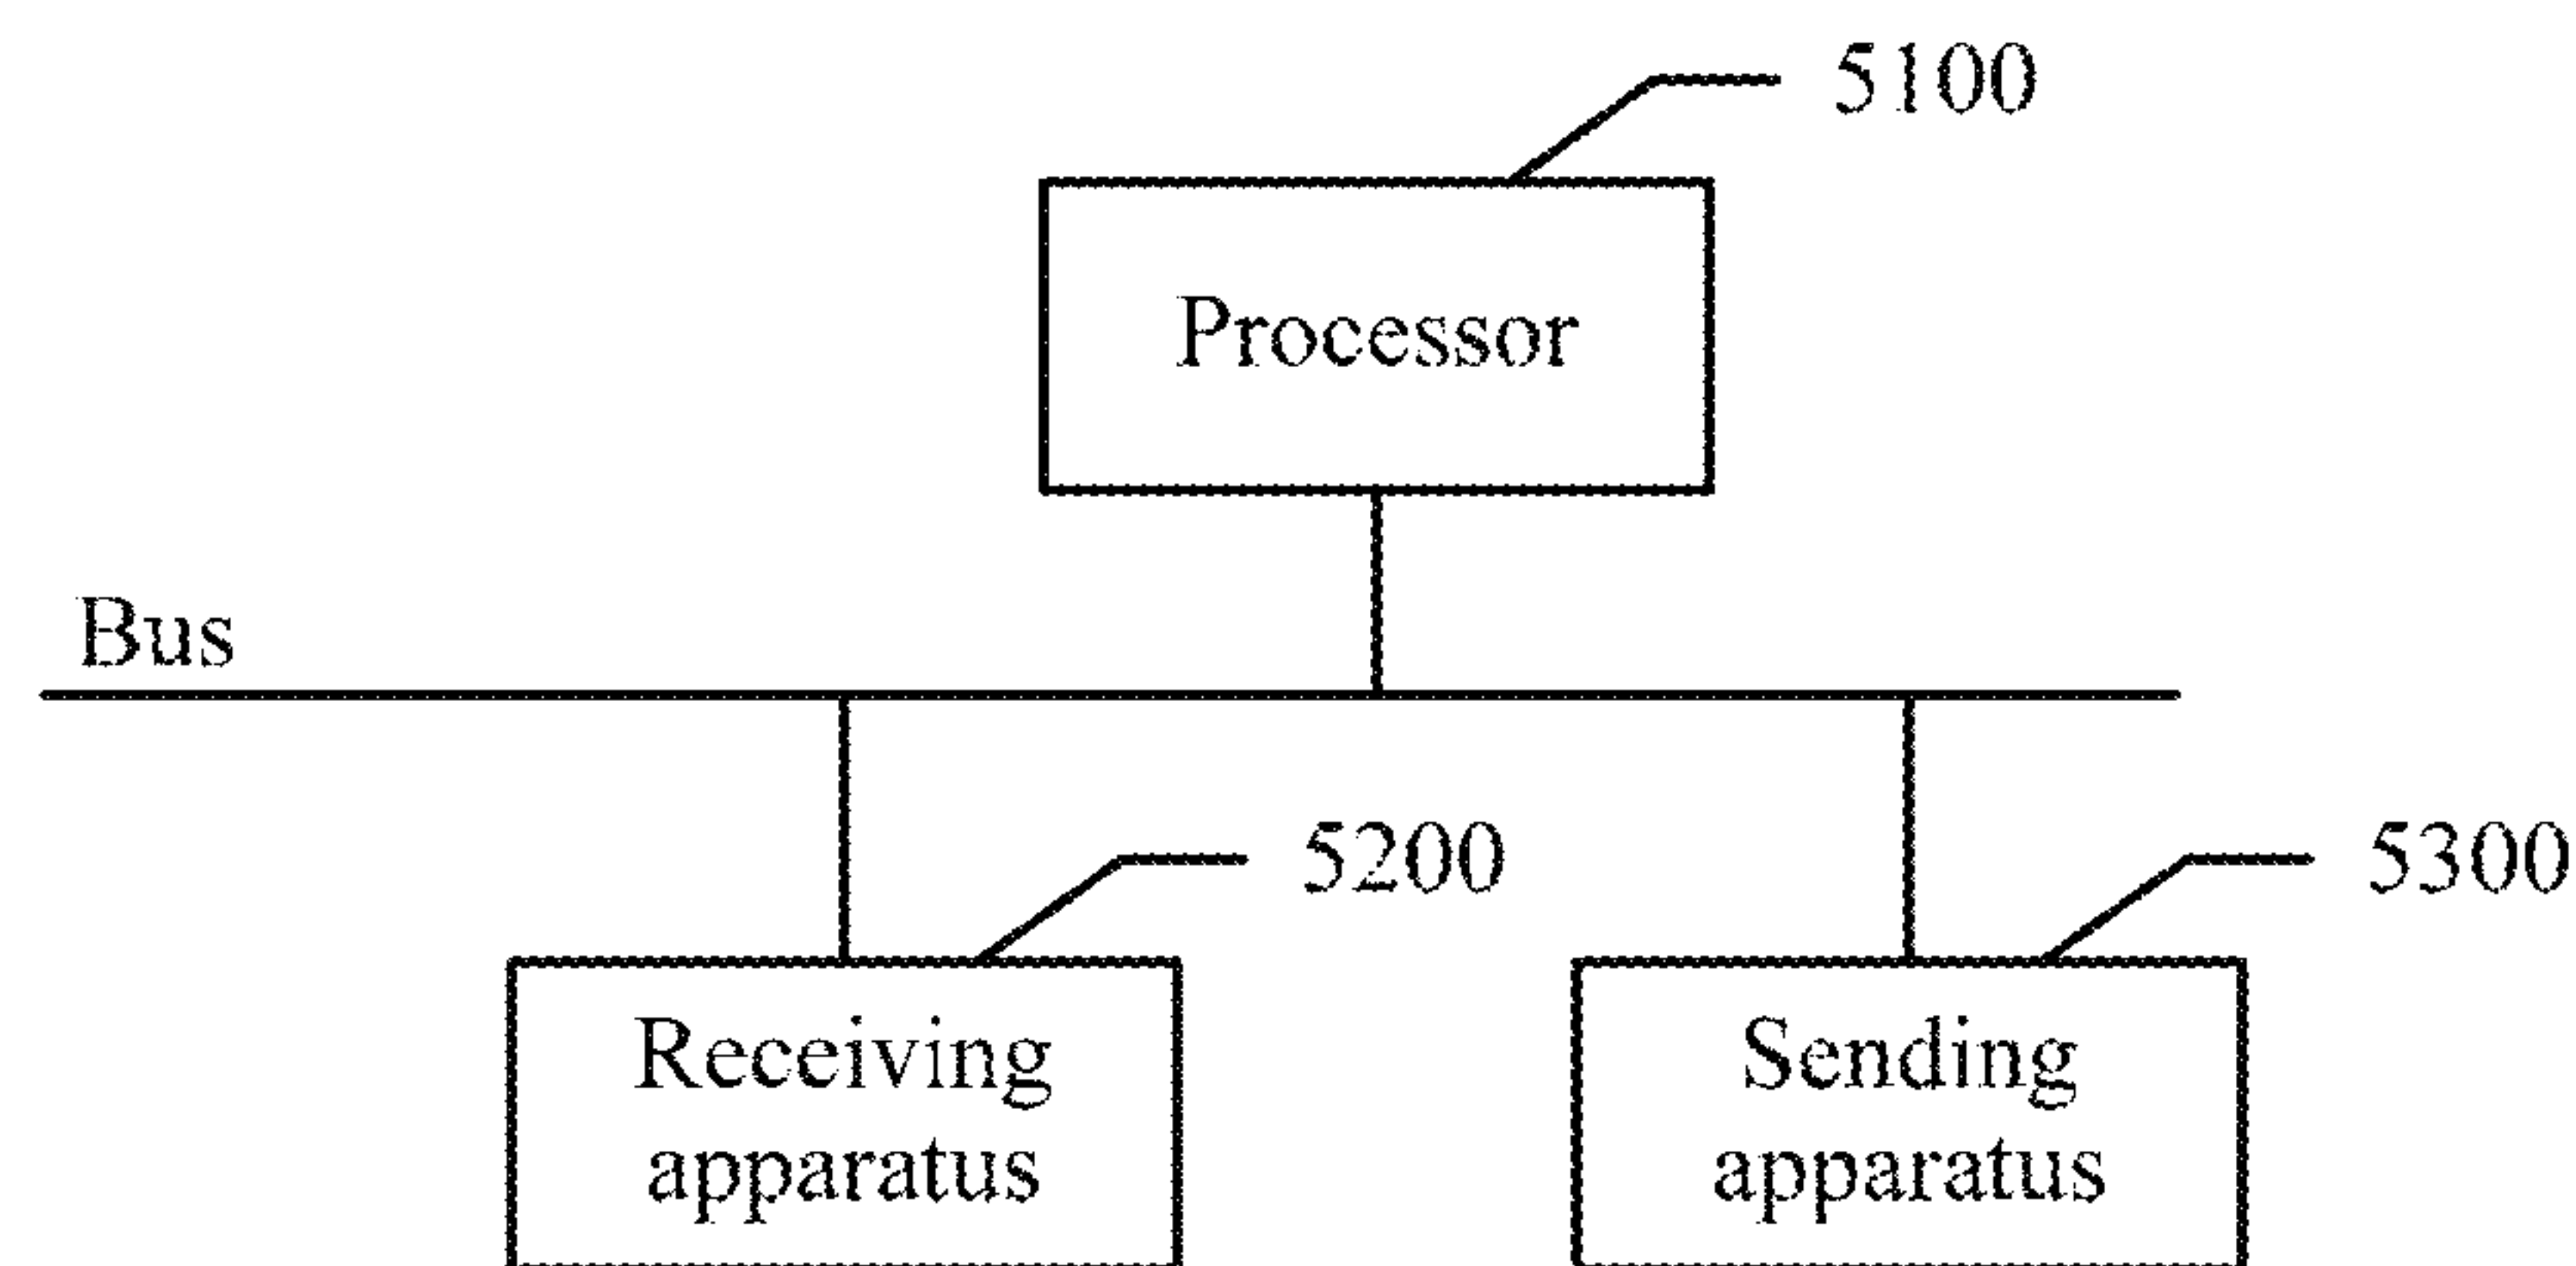 5100
Processor
Bus
5200
5300
Receiving
apparatus
Sending
apparatus